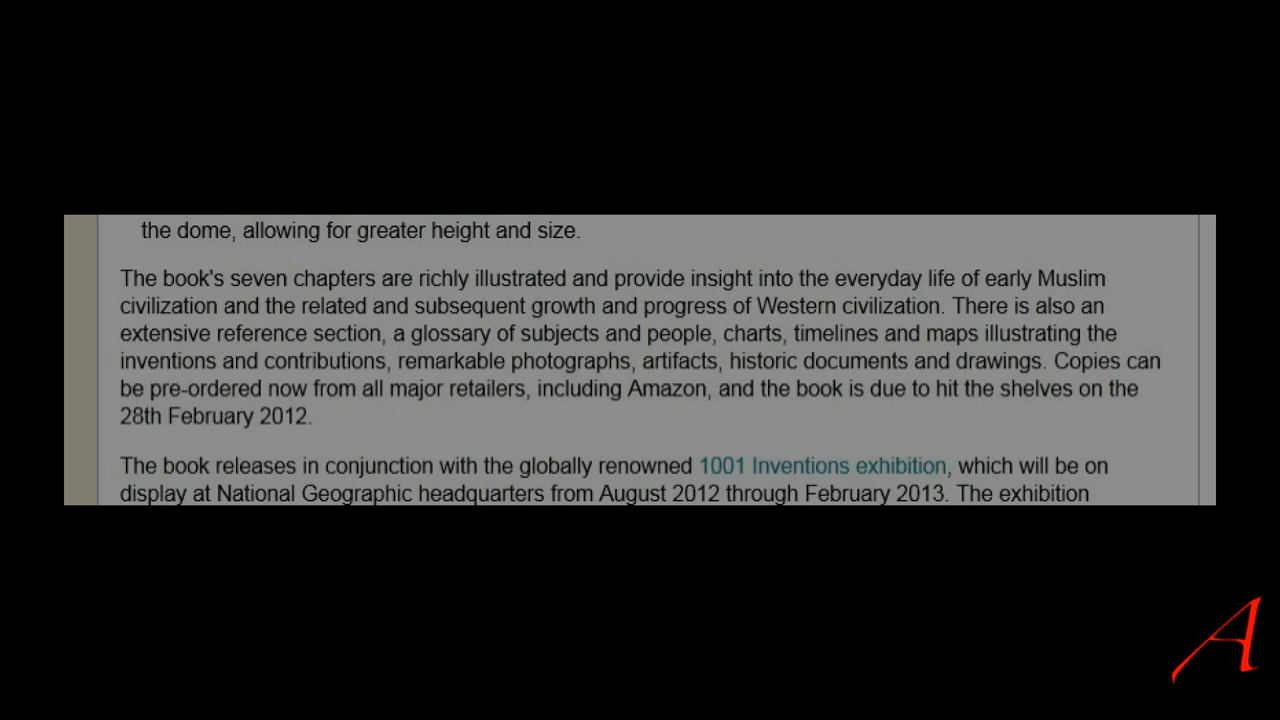 the dome, allowing for greater height and size.
The book's seven chapters are richly illustrated and provide insight into the everyday life of early Muslim
civilization and the related and subsequent growth and progress of Western civilization. There is also an
extensive reference section, a glossary of subjects and people, charts, timelines and maps illustrating the
inventions and contributions, remarkable photographs, artifacts, historic documents and drawings. Copies can
be pre-ordered now from all major retailers, including Amazon, and the book is due to hit the shelves on the
28th February 2012.
The book releases in conjunction with the globally renowned 1001 Inventions exhibition, which will be on
display at National Geographic headquarters from August 2012 through February 2013. The exhibition
A